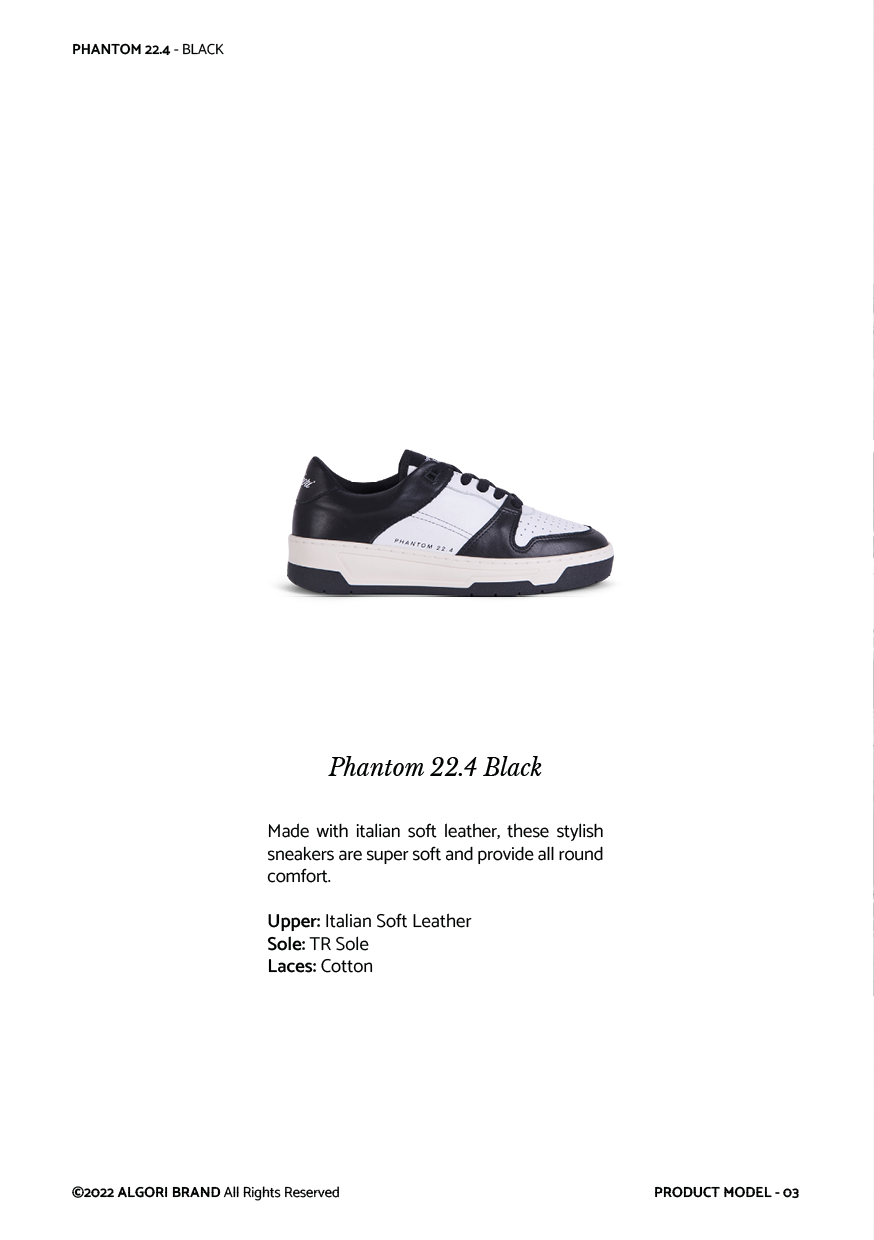 PHANTOM 22.4 - BLACK
PHANTOM 22.4
Phantom 22.4 Black
Made with italian soft leather, these stylish
sneakers are super soft and provide all round
comfort.
Upper: Italian Soft Leather
Sole: TR Sole
Laces: Cotton
©2022 ALGORI BRAND All Rights Reserved
PRODUCT MODEL - 03